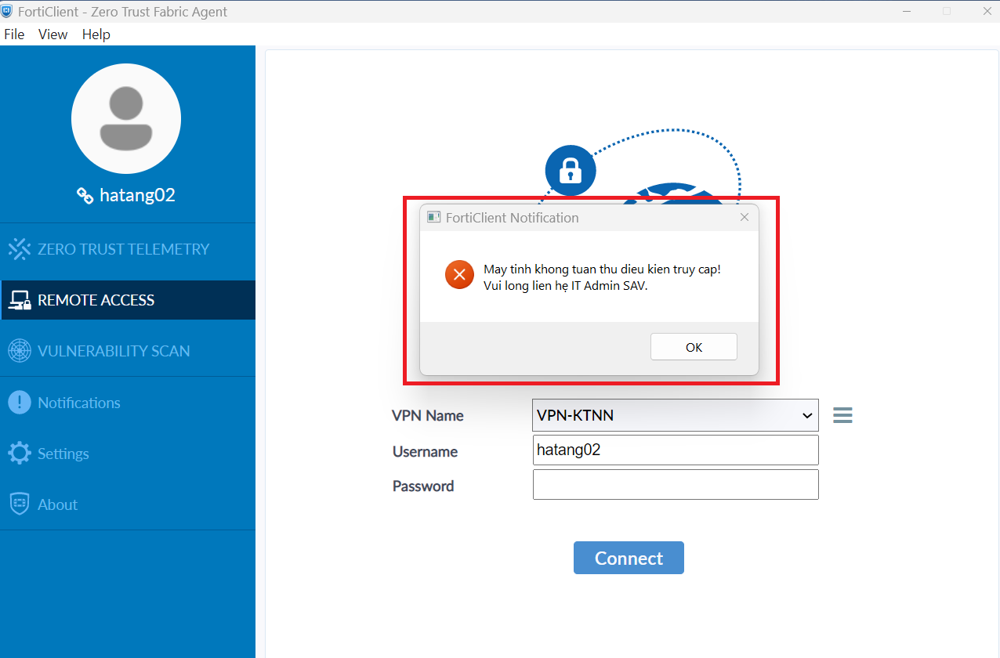 FortiClient - Zero Trust Fabric Agent
File View Help
hatang02
ZERO TRUST TELEMETRY
REMOTE ACCESS
VULNERABILITY SCAN
Notifications
Settings
About
FortiClient Notification
May tinh khong tuan thu dieu kien truy cap!
Vui long lien hẹ IT Admin SAV.
OK
VPN Name VPN-KTNN
Username hatang02
Password
Connect